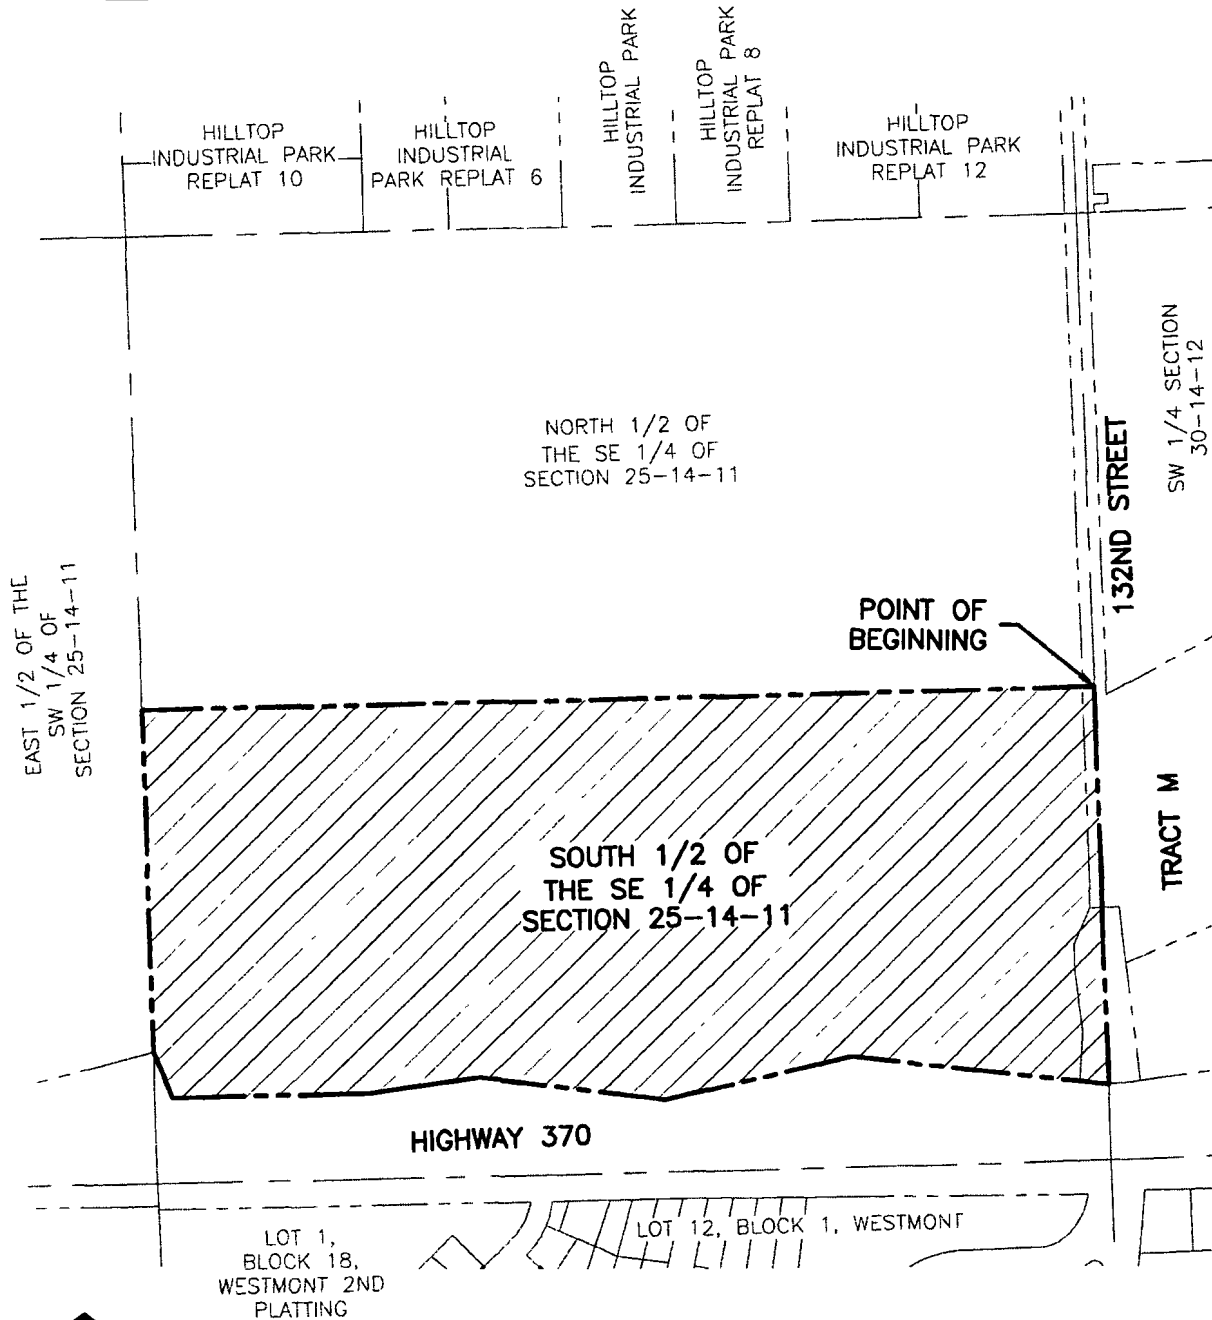 HILLTOP
INDUSTRIAL PARK
REPLAT 10
HILLTOP
INDUSTRIAL
PARK REPLAT 6
HILLTOP
INDUSTRIAL PARK
HILLTOP
INDUSTRIAL PARK
REPLAT 8
HILLTOP
INDUSTRIAL PARK
REPLAT 12
NORTH 1/2 OF
THE SE 1/4 OF
SECTION 25-14-11
SW 1/4 SECTION
30-14-12
132ND STREET
EAST 1/2 OF THE
SW 1/4 OF
SECTION 25-14-11
POINT OF
BEGINNING
TRACT M
SOUTH 1/2 OF
THE SE 1/4 OF
SECTION 25-14-11
HIGHWAY 370
LOT 1,
BLOCK 18,
WESTMONT 2ND
PLATTING
LOT 12, BLOCK 1, WESTMONT